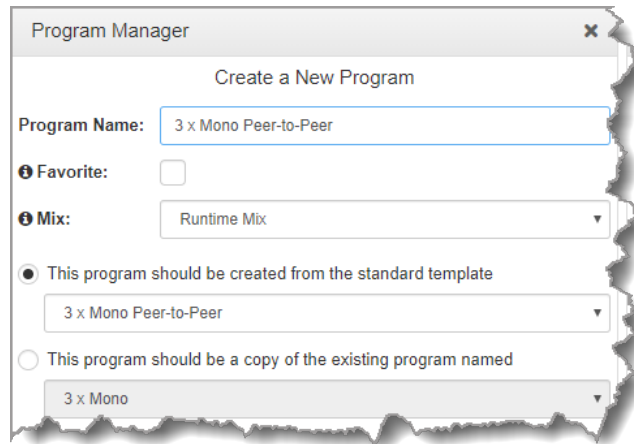 Program Manager
Create a New Program
Program Name: 3 x Mono Peer-to-Peer
Favorite:
Mix: Runtime Mix
This program should be created from the standard template
3 x Mono Peer-to-Peer
This program should be a copy of the existing program named
3 x Mono